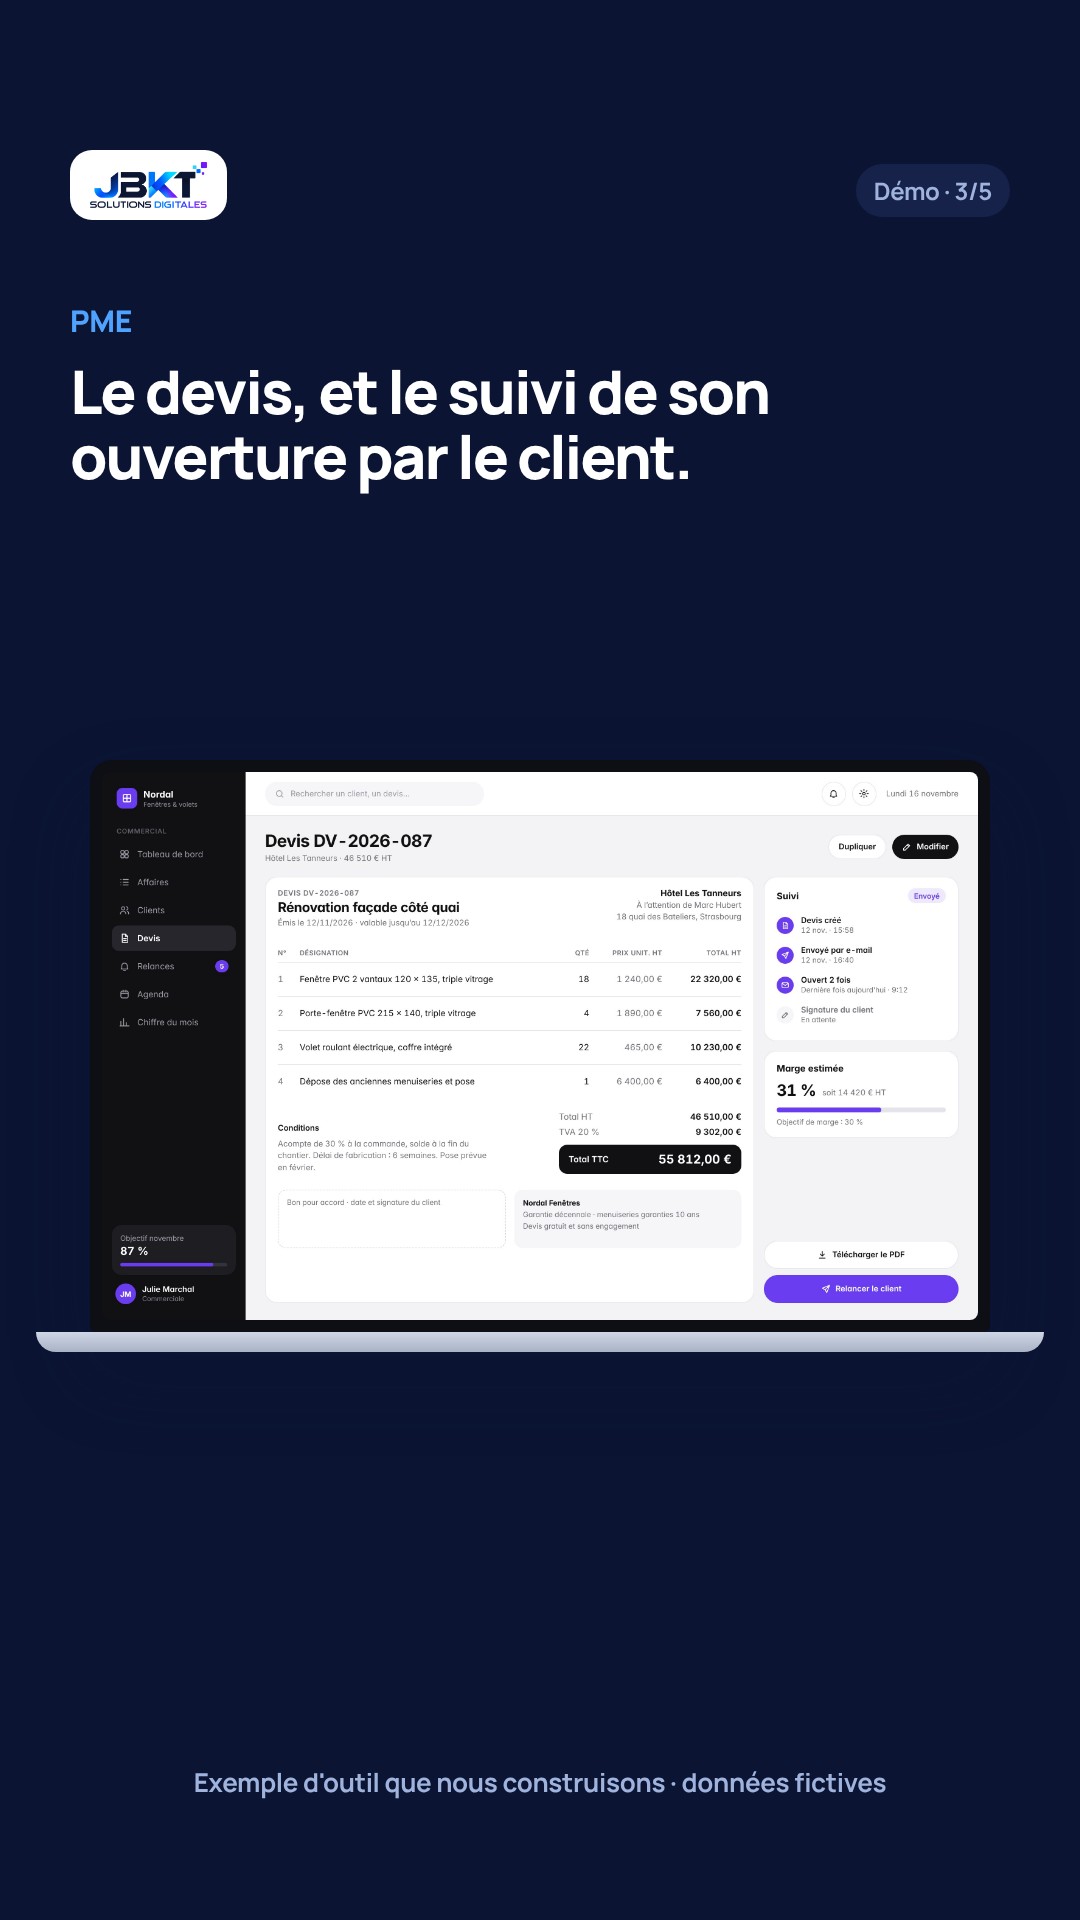 JBKT
SOLUTIONS DIGITALES
Démo · 3/5
PME
Le devis, et le suivi de son
ouverture par le client.
Nordal
Fenêtres & volets
COMMERCIAL
Tableau de bord
Affaires
Clients
Devis
Relances 5
Agenda
Chiffre du mois
Objectif novembre
87 %
JM
Julie Marchal
Commerciale
Rechercher un client, un devis...
Lundi 16 novembre
Devis DV-2026-087
Hôtel Les Tanneurs · 46 510 € HT
Dupliquer
Modifier
DEVIS DV-2026-087
Rénovation façade côté quai
Émis le 12/11/2026 · valable jusqu'au 12/12/2026
Hôtel Les Tanneurs
À l'attention de Marc Hubert
18 quai des Bateliers, Strasbourg
N° DÉSIGNATION QTÉ PRIX UNIT. HT TOTAL HT
1 Fenêtre PVC 2 vantaux 120 × 135, triple vitrage 18 1 240,00 € 22 320,00 €
2 Porte-fenêtre PVC 215 × 140, triple vitrage 4 1 890,00 € 7 560,00 €
3 Volet roulant électrique, coffre intégré 22 465,00 € 10 230,00 €
4 Dépose des anciennes menuiseries et pose 1 6 400,00 € 6 400,00 €
Conditions
Acompte de 30 % à la commande, solde à la fin du
chantier. Délai de fabrication : 6 semaines. Pose prévue
en février.
Total HT 46 510,00 €
TVA 20 % 9 302,00 €
Total TTC 55 812,00 €
Bon pour accord · date et signature du client
Nordal Fenêtres
Garantie décennale · menuiseries garanties 10 ans
Devis gratuit et sans engagement
Suivi Envoyé
Devis créé
12 nov. · 15:58
Envoyé par e-mail
12 nov. · 16:40
Ouvert 2 fois
Dernière fois aujourd'hui · 9:12
Signature du client
En attente
Marge estimée
31 % soit 14 420 € HT
Objectif de marge : 30 %
Télécharger le PDF
Relancer le client
Exemple d'outil que nous construisons · données fictives